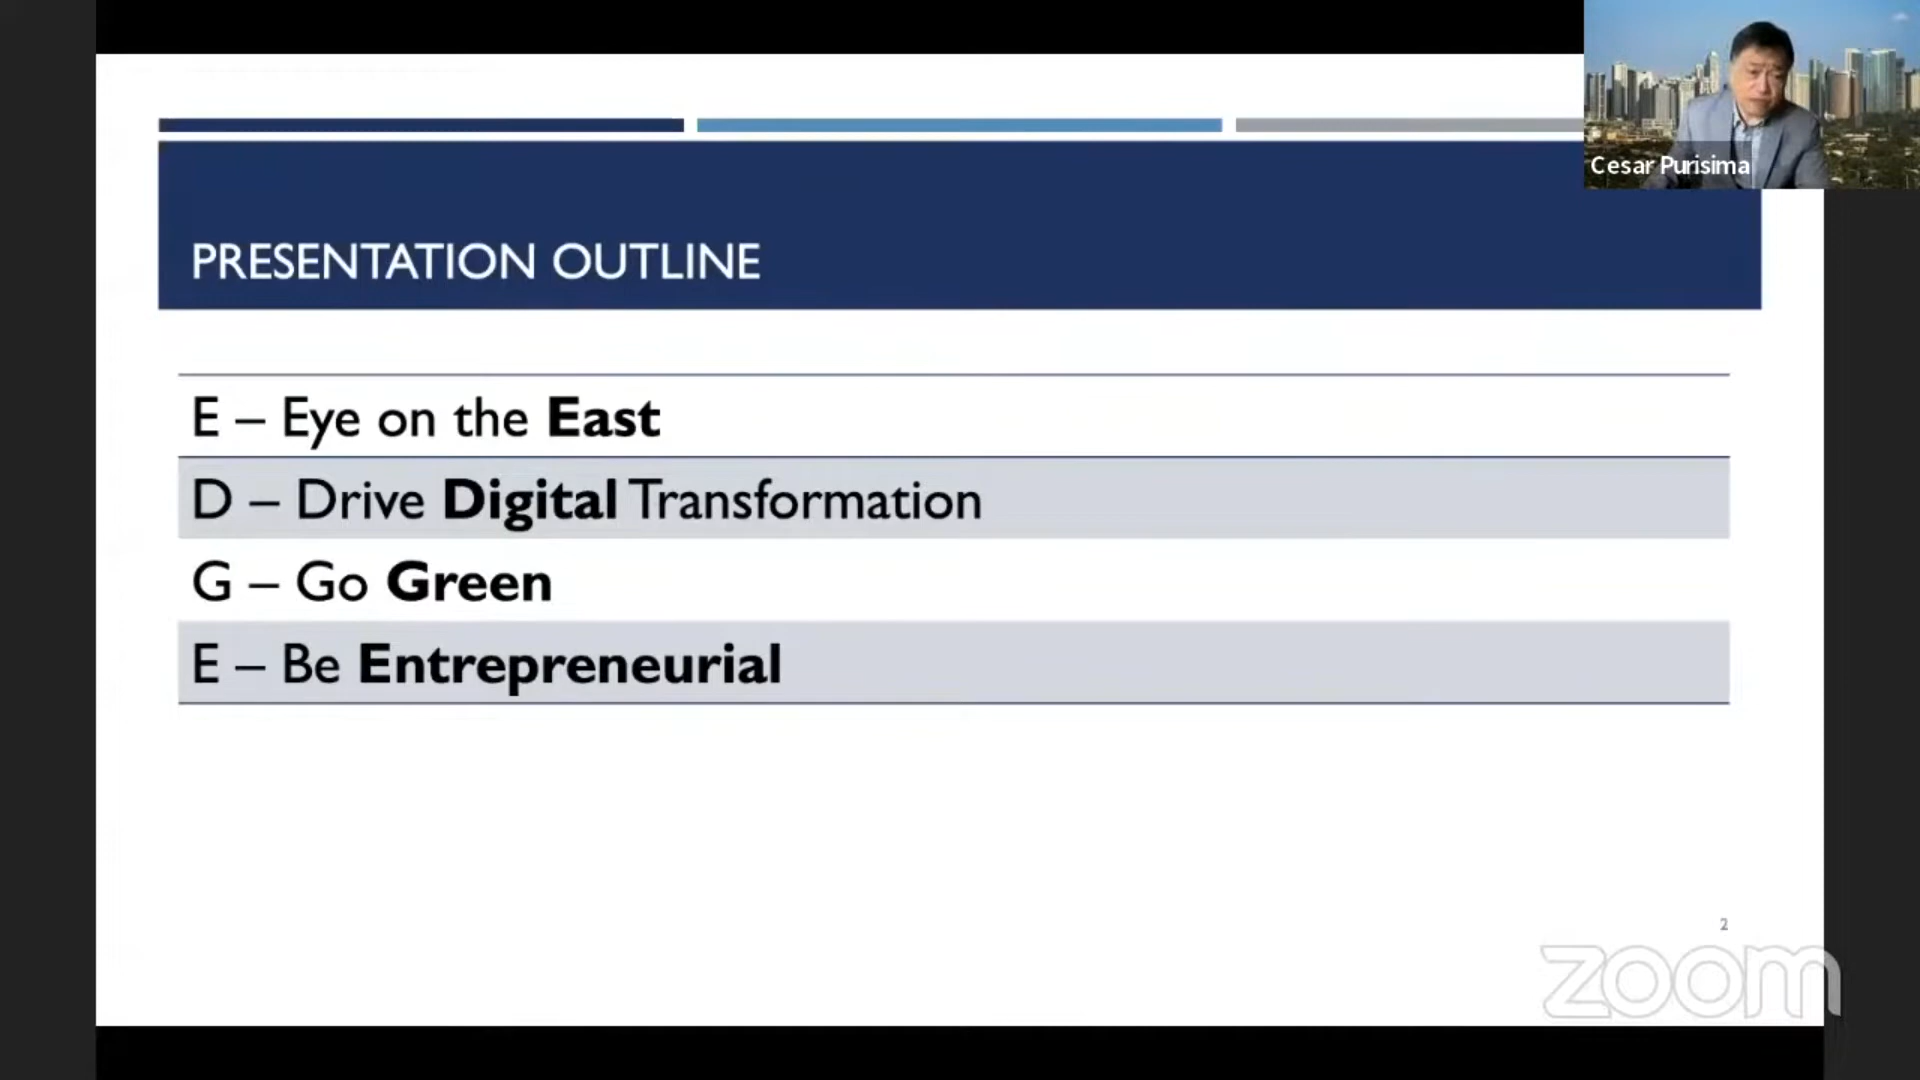 Cesar Purisima
PRESENTATION OUTLINE
E – Eye on the East
D – Drive Digital Transformation
G – Go Green
E – Be Entrepreneurial
2
zoom